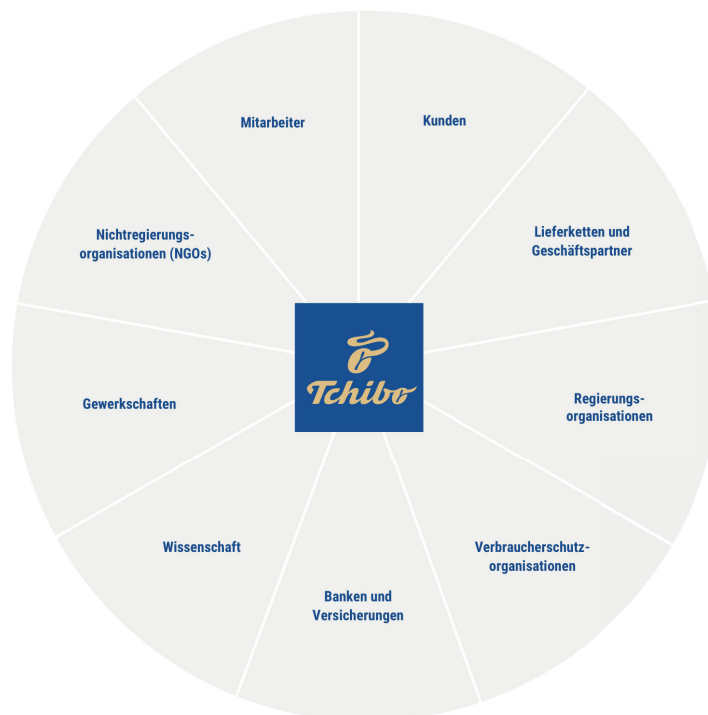 Mitarbeiter
Kunden
Nichtregierungs-
organisationen (NGOs)
Lieferketten und
Geschäftspartner
Tchibo
Gewerkschaften
Regierungs-
organisationen
Wissenschaft
Verbraucherschutz-
organisationen
Banken und
Versicherungen